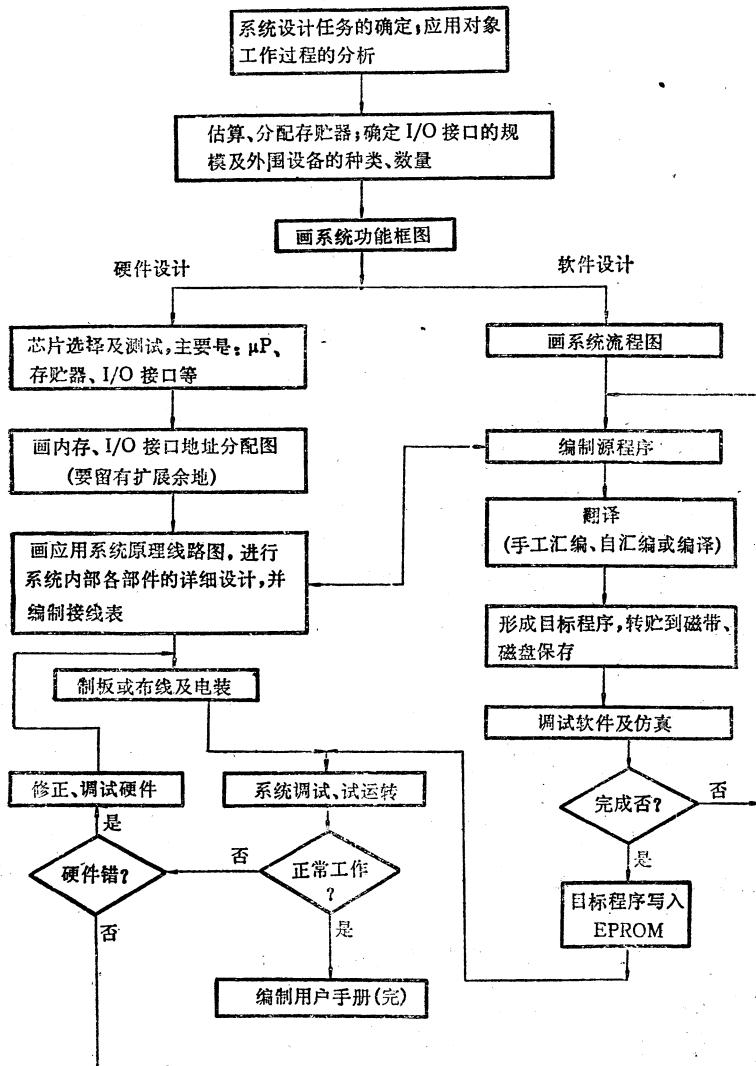 系统设计任务的确定；应用对象
工作过程的分析
估算、分配存贮器；确定 I/O 接口的规
模及外围设备的种类、数量
画系统功能框图
硬件设计
软件设计
芯片选择及测试，主要是：μP、
存贮器、I/O 接口等
画内存、I/O 接口地址分配图
(要留有扩展余地)
画应用系统原理线路图，进行
系统内部各部件的详细设计，并
编制接线表
制板或布线及电装
修正、调试硬件
是
硬件错？
否
系统调试、试运转
否
正常工作
？
是
编制用户手册(完)
画系统流程图
编制源程序
翻译
(手工汇编、自汇编或编译)
形成目标程序，转贮到磁带、
磁盘保存
调试软件及仿真
完成否？
否
是
目标程序写入
EPROM